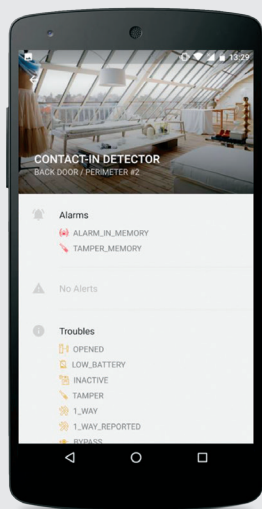 13:29
CONTACT-IN DETECTOR
BACK DOOR / PERIMETER #2
Alarms
ALARM_IN_MEMORY
TAMPER_MEMORY
No Alerts
Troubles
OPENED
LOW_BATTERY
INACTIVE
TAMPER
1_WAY
1_WAY_REPORTED
BYPASS